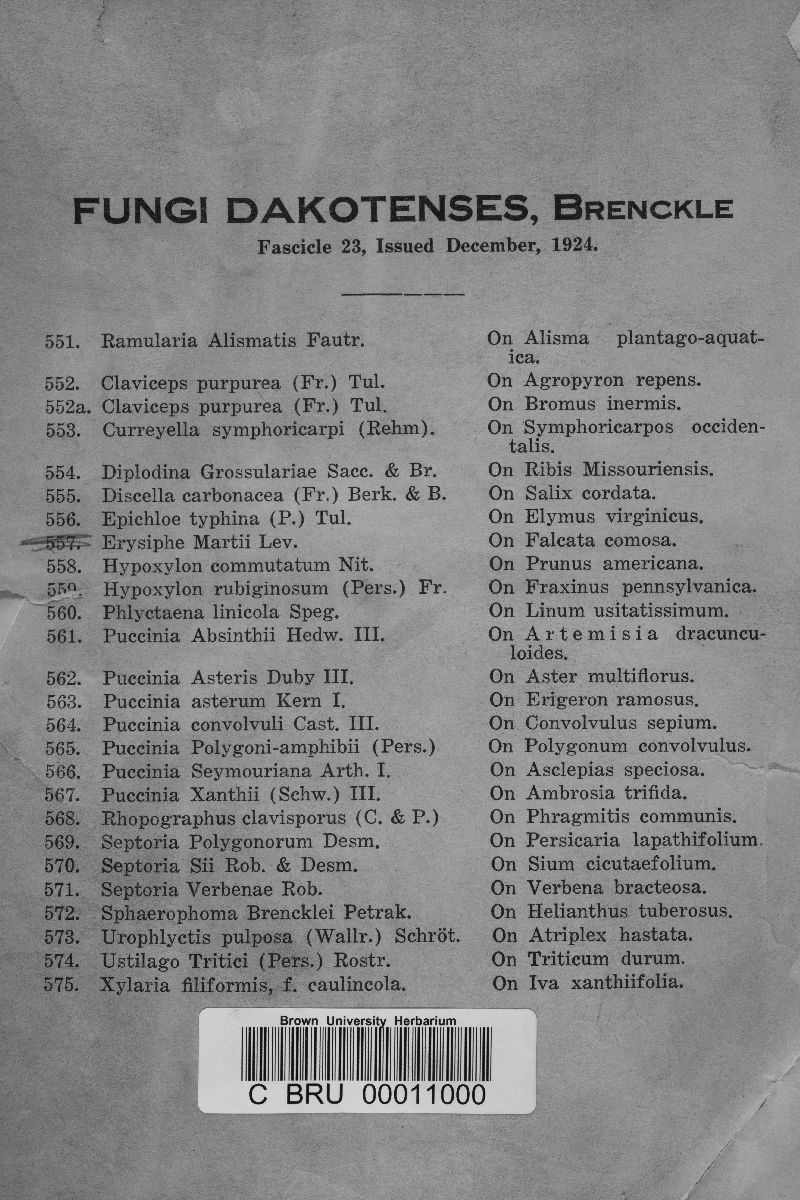 FUNGI DAKOTENSES, BRENCKLE
Fascicle 23, Issued December, 1924.
551. Ramularia Alismatis Fautr. On Alisma plantago-aquat-
ica.
552. Claviceps purpurea (Fr.) Tul. On Agropyron repens.
552a. Claviceps purpurea (Fr.) Tul. On Bromus inermis.
553. Curreyella symphoricarpi (Rehm). On Symphoricarpos occiden-
talis.
554. Diplodina Grossulariae Sacc. & Br. On Ribis Missouriensis.
555. Discella carbonacea (Fr.) Berk. & B. On Salix cordata.
556. Epichloe typhina (P.) Tul. On Elymus virginicus.
557. Erysiphe Martii Lev. On Falcata comosa.
558. Hypoxylon commutatum Nit. On Prunus americana.
559. Hypoxylon rubiginosum (Pers.) Fr. On Fraxinus pennsylvanica.
560. Phlyctaena linicola Speg. On Linum usitatissimum.
561. Puccinia Absinthii Hedw. III. On Artemisia dracuncu-
loides.
562. Puccinia Asteris Duby III. On Aster multiflorus.
563. Puccinia asterum Kern I. On Erigeron ramosus.
564. Puccinia convolvuli Cast. III. On Convolvulus sepium.
565. Puccinia Polygoni-amphibii (Pers.) On Polygonum convolvulus.
566. Puccinia Seymouriana Arth. I. On Asclepias speciosa.
567. Puccinia Xanthii (Schw.) III. On Ambrosia trifida.
568. Rhopographus clavisporus (C. & P.) On Phragmitis communis.
569. Septoria Polygonorum Desm. On Persicaria lapathifolium.
570. Septoria Sii Rob. & Desm. On Sium cicutaefolium.
571. Septoria Verbenae Rob. On Verbena bracteosa.
572. Sphaerophoma Brencklei Petrak. On Helianthus tuberosus.
573. Urophlyctis pulposa (Wallr.) Schröt. On Atriplex hastata.
574. Ustilago Tritici (Pers.) Rostr. On Triticum durum.
575. Xylaria filiformis, f. caulincola. On Iva xanthiifolia.
Brown University Herbarium
C BRU 00011000